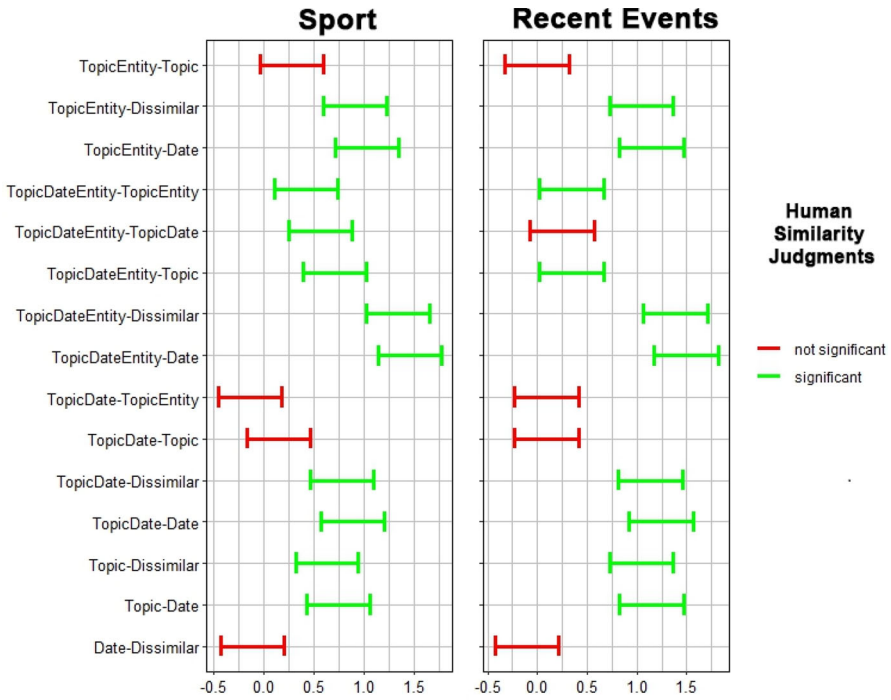 Sport
Recent Events
TopicEntity-Topic
TopicEntity-Dissimilar
TopicEntity-Date
TopicDateEntity-TopicEntity
TopicDateEntity-TopicDate
TopicDateEntity-Topic
TopicDateEntity-Dissimilar
TopicDateEntity-Date
TopicDate-TopicEntity
TopicDate-Topic
TopicDate-Dissimilar
TopicDate-Date
Topic-Dissimilar
Topic-Date
Date-Dissimilar
-0.5 0.0 0.5 1.0 1.5
-0.5 0.0 0.5 1.0 1.5
Human
Similarity
Judgments
not significant
significant